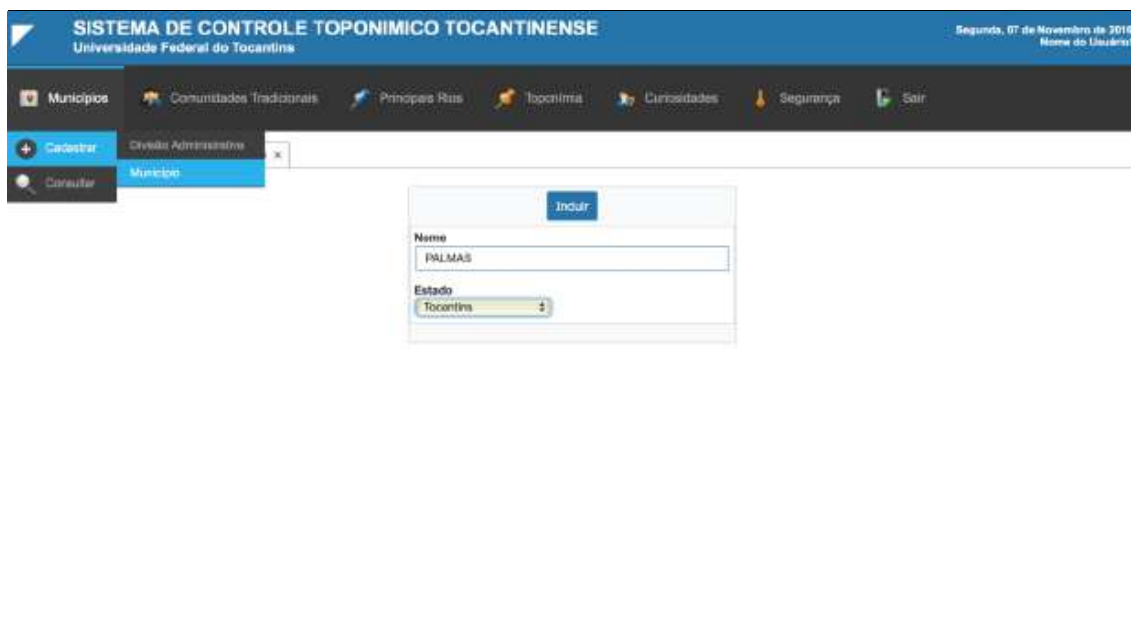 SISTEMA DE CONTROLE TOPONIMICO TOCANTINENSE
Universidade Federal do Tocantins
Segunda, 07 de Novembro de 2016
Nome do Usuário!
Municípios
Comunidades Tradicionais
Principais Rios
Toponímia
Curiosidades
Segurança
Sair
Cadastrar
Divisão Administrativa
x
Consultar
Município
Incluir
Nome
PALMAS
Estado
Tocantins